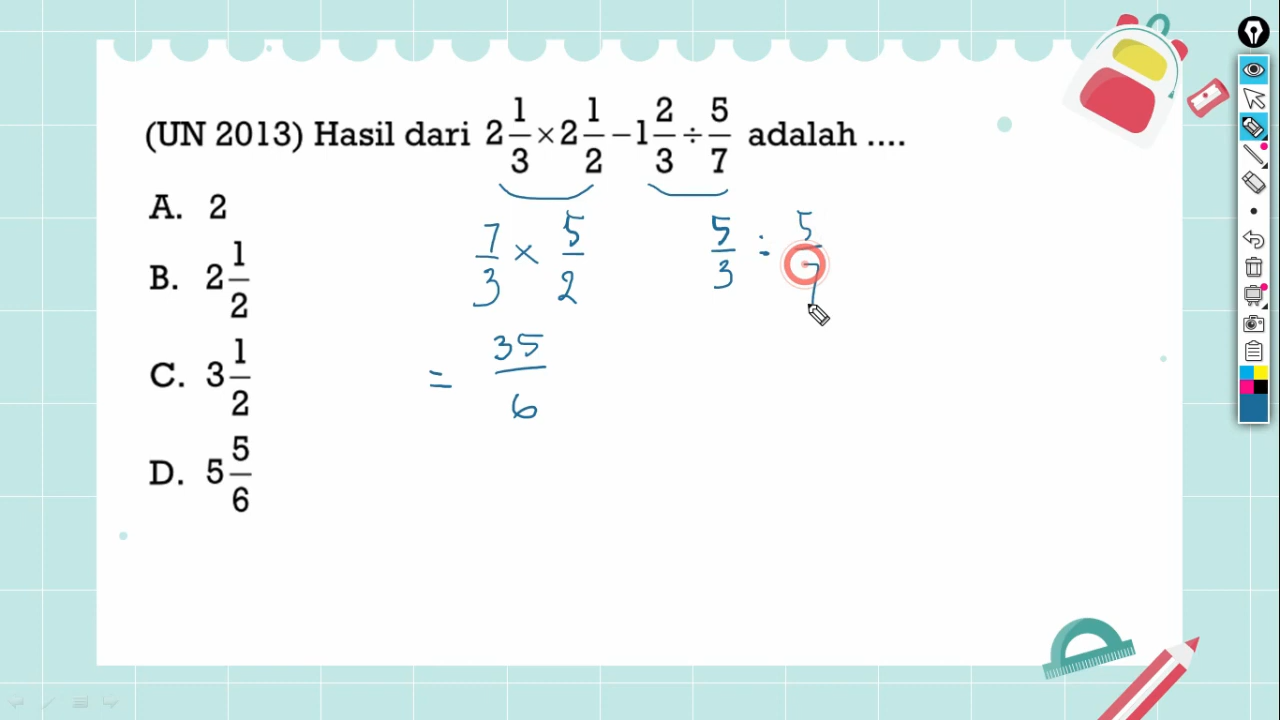 (UN 2013) Hasil dari 2 1/3 × 2 1/2 − 1 2/3 ÷ 5/7 adalah ....
A. 2
B. 2 1/2
C. 3 1/2
D. 5 5/6
7/3 × 5/2
5/3 : 5/7
= 35/6